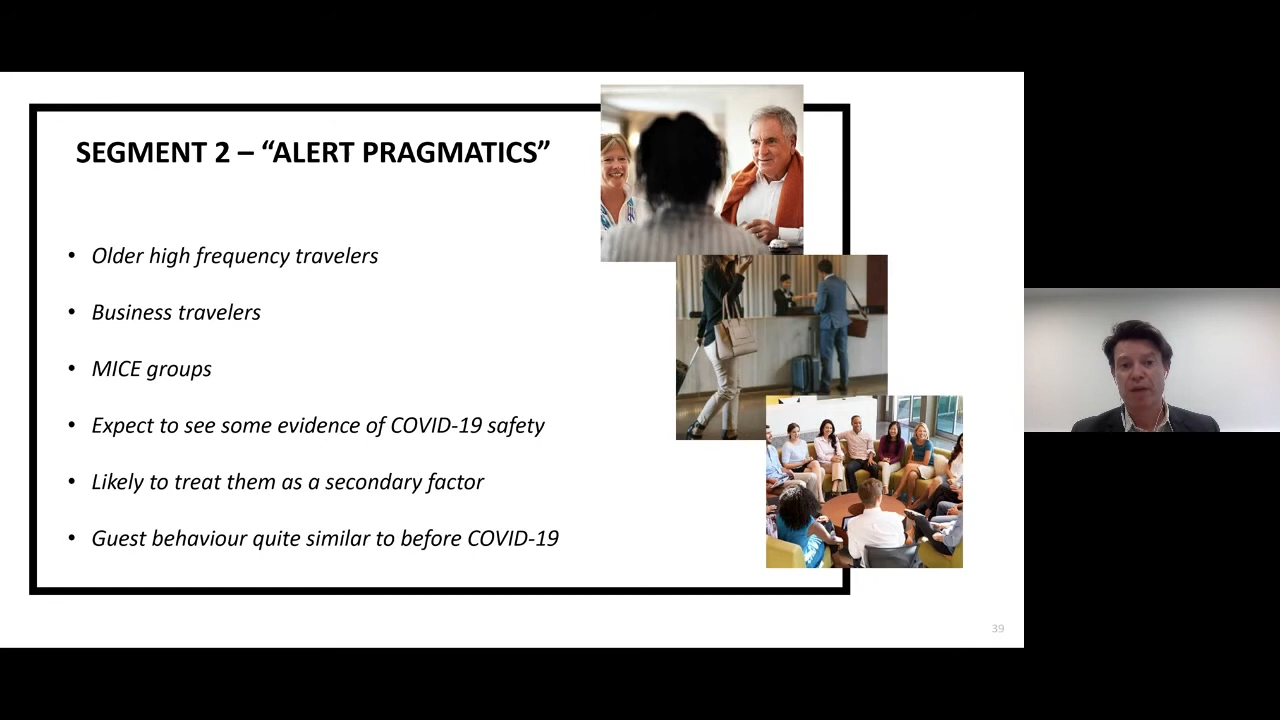 SEGMENT 2 – “ALERT PRAGMATICS”
• Older high frequency travelers
• Business travelers
• MICE groups
• Expect to see some evidence of COVID-19 safety
• Likely to treat them as a secondary factor
• Guest behaviour quite similar to before COVID-19
39